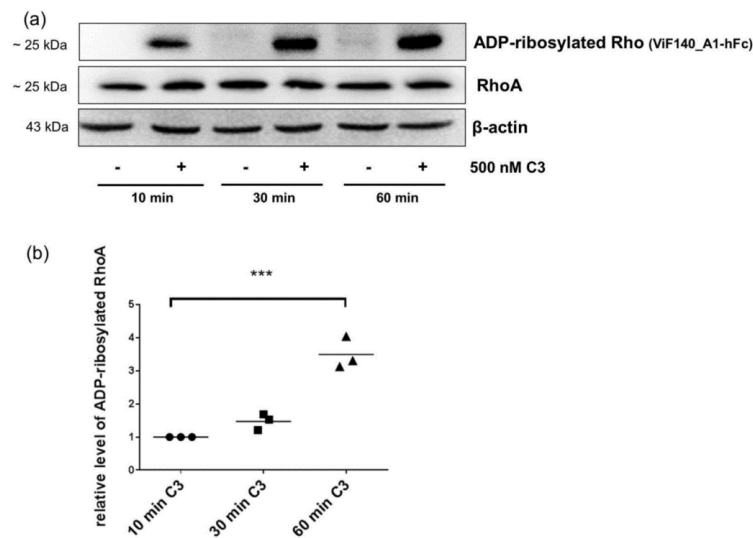 (a)
~ 25 kDa ADP-ribosylated Rho (ViF140_A1-hFc)
~ 25 kDa RhoA
43 kDa β-actin
- + - + - + 500 nM C3
10 min 30 min 60 min
(b)
***
relative level of ADP-ribosylated RhoA
5
4
3
2
1
0
10 min C3 30 min C3 60 min C3